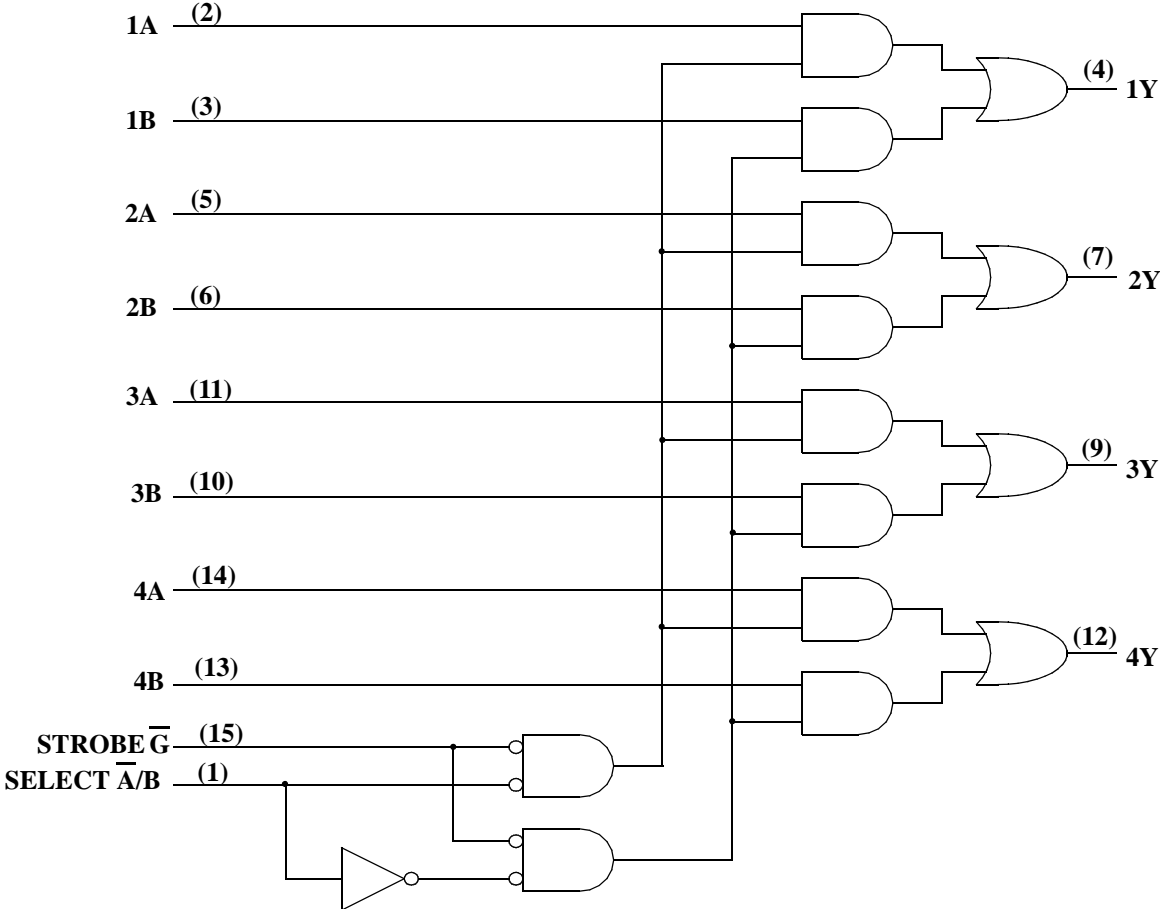 1A (2)
(4) 1Y
1B (3)
2A (5)
(7) 2Y
2B (6)
3A (11)
(9) 3Y
3B (10)
4A (14)
(12) 4Y
4B (13)
STROBE G̅ (15)
SELECT A̅/B (1)